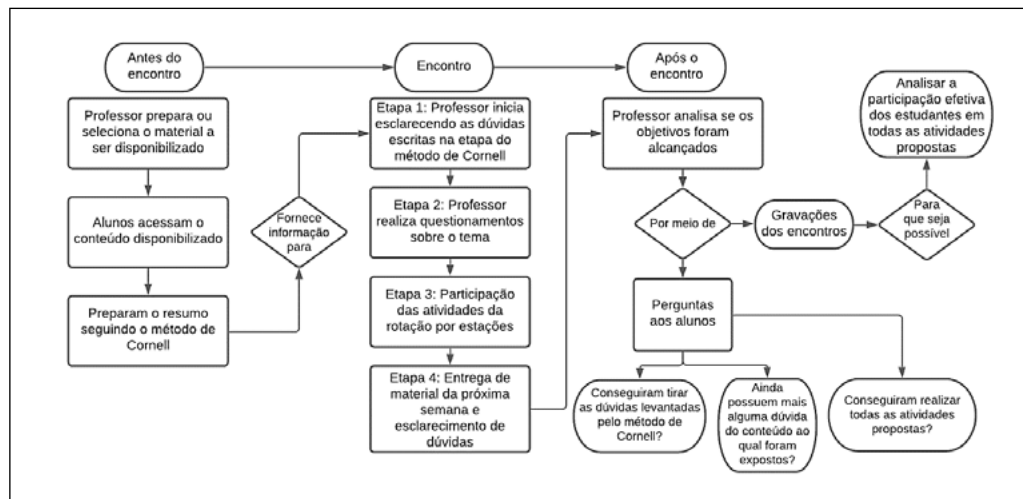 Antes do
encontro
Encontro
Após o
encontro
Professor prepara ou
seleciona o material a
ser disponibilizado
Alunos acessam o
conteúdo disponibilizado
Preparam o resumo
seguindo o método de
Cornell
Fornece
informação
para
Etapa 1: Professor inicia
esclarecendo as dúvidas
escritas na etapa do
método de Cornell
Etapa 2: Professor
realiza questionamentos
sobre o tema
Etapa 3: Participação
das atividades da
rotação por estações
Etapa 4: Entrega de
material da próxima
semana e
esclarecimento de
dúvidas
Professor analisa se os
objetivos foram
alcançados
Por meio de
Gravações
dos encontros
Para
que seja
possível
Analisar a
participação efetiva
dos estudantes em
todas as atividades
propostas
Perguntas
aos alunos
Conseguiram tirar
as dúvidas levantadas
pelo método de
Cornell?
Ainda
possuem mais
alguma dúvida
do conteúdo ao
qual foram
expostos?
Conseguiram realizar
todas as atividades
propostas?